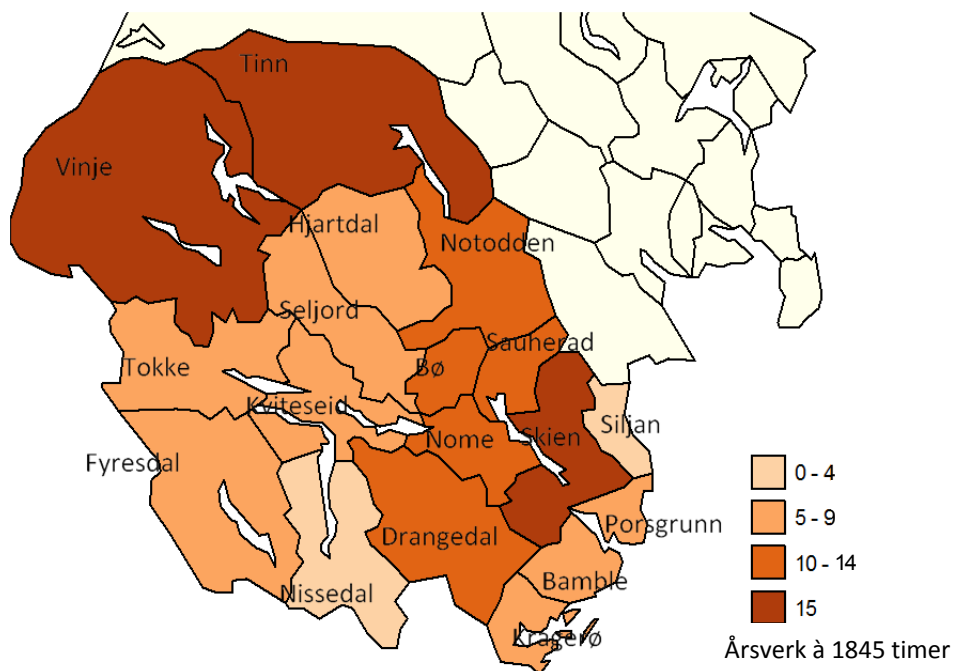 Tinn
Vinje
Hjartdal
Notodden
Seljord
Sauherad
Tokke
Bø
Kviteseid
Siljan
Nome
Skien
Fyresdal
0 - 4
5 - 9
Porsgrunn
Drangedal
10 - 14
Bamble
Nissedal
15
Kragerø
Årsverk à 1845 timer